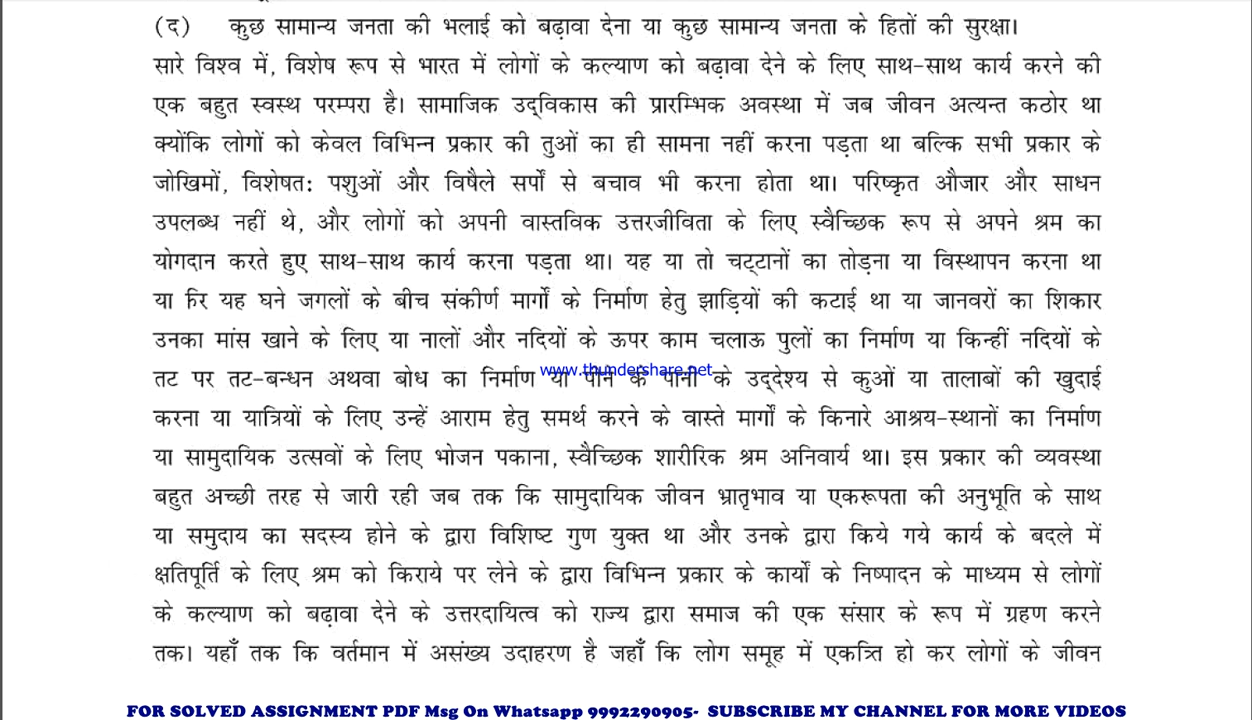 (द) कुछ सामान्य जनता की भलाई को बढ़ावा देना या कुछ सामान्य जनता के हितों की सुरक्षा।
सारे विश्व में, विशेष रूप से भारत में लोगों के कल्याण को बढ़ावा देने के लिए साथ-साथ कार्य करने की
एक बहुत स्वस्थ परम्परा है। सामाजिक उद्विकास की प्रारम्भिक अवस्था में जब जीवन अत्यन्त कठोर था
क्योंकि लोगों को केवल विभिन्न प्रकार की तुओं का ही सामना नहीं करना पड़ता था बल्कि सभी प्रकार के
जोखिमों, विशेषतः पशुओं और विषैले सर्पों से बचाव भी करना होता था। परिष्कृत औजार और साधन
उपलब्ध नहीं थे, और लोगों को अपनी वास्तविक उत्तरजीविता के लिए स्वैच्छिक रूप से अपने श्रम का
योगदान करते हुए साथ-साथ कार्य करना पड़ता था। यह या तो चट्टानों का तोड़ना या विस्थापन करना था
या फिर यह घने जगलों के बीच संकीर्ण मार्गों के निर्माण हेतु झाड़ियों की कटाई था या जानवरों का शिकार
उनका मांस खाने के लिए या नालों और नदियों के ऊपर काम चलाऊ पुलों का निर्माण या किन्हीं नदियों के
तट पर तट-बन्धन अथवा बोध का निर्माण या पीने के पानी के उद्देश्य से कुओं या तालाबों की खुदाई
www.thundershare.net
करना या यात्रियों के लिए उन्हें आराम हेतु समर्थ करने के वास्ते मार्गों के किनारे आश्रय-स्थानों का निर्माण
या सामुदायिक उत्सवों के लिए भोजन पकाना, स्वैच्छिक शारीरिक श्रम अनिवार्य था। इस प्रकार की व्यवस्था
बहुत अच्छी तरह से जारी रही जब तक कि सामुदायिक जीवन भ्रातृभाव या एकरूपता की अनुभूति के साथ
या समुदाय का सदस्य होने के द्वारा विशिष्ट गुण युक्त था और उनके द्वारा किये गये कार्य के बदले में
क्षतिपूर्ति के लिए श्रम को किराये पर लेने के द्वारा विभिन्न प्रकार के कार्यों के निष्पादन के माध्यम से लोगों
के कल्याण को बढ़ावा देने के उत्तरदायित्व को राज्य द्वारा समाज की एक संसार के रूप में ग्रहण करने
तक। यहाँ तक कि वर्तमान में असंख्य उदाहरण है जहाँ कि लोग समूह में एकत्रित हो कर लोगों के जीवन
FOR SOLVED ASSIGNMENT PDF Msg On Whatsapp 9992290905- SUBSCRIBE MY CHANNEL FOR MORE VIDEOS